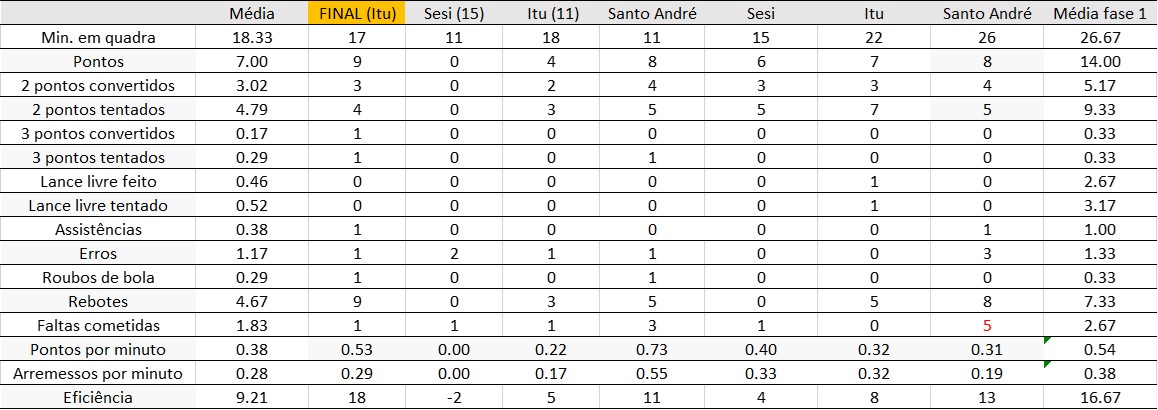 Média FINAL (Itu) Sesi (15) Itu (11) Santo André Sesi Itu Santo André Média fase 1
Min. em quadra 18.33 17 11 18 11 15 22 26 26.67
Pontos 7.00 9 0 4 8 6 7 8 14.00
2 pontos convertidos 3.02 3 0 2 4 3 3 4 5.17
2 pontos tentados 4.79 4 0 3 5 5 7 5 9.33
3 pontos convertidos 0.17 1 0 0 0 0 0 0 0.33
3 pontos tentados 0.29 1 0 0 1 0 0 0 0.33
Lance livre feito 0.46 0 0 0 0 0 1 0 2.67
Lance livre tentado 0.52 0 0 0 0 0 1 0 3.17
Assistências 0.38 1 0 0 0 0 0 1 1.00
Erros 1.17 1 2 1 1 0 0 3 1.33
Roubos de bola 0.29 1 0 0 1 0 0 0 0.33
Rebotes 4.67 9 0 3 5 0 5 8 7.33
Faltas cometidas 1.83 1 1 1 3 1 0 5 2.67
Pontos por minuto 0.38 0.53 0.00 0.22 0.73 0.40 0.32 0.31 0.54
Arremessos por minuto 0.28 0.29 0.00 0.17 0.55 0.33 0.32 0.19 0.38
Eficiência 9.21 18 -2 5 11 4 8 13 16.67